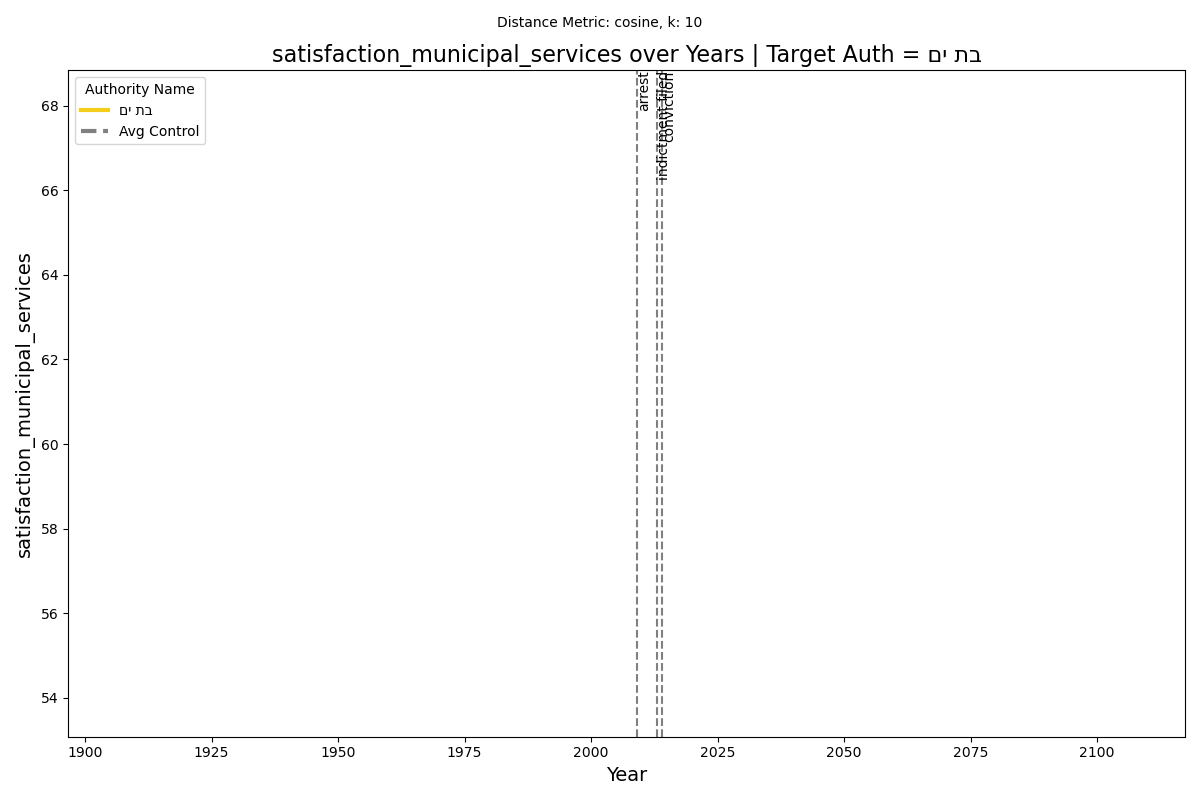 Distance Metric: cosine, k: 10
satisfaction_municipal_services over Years | Target Auth = בת ים
Authority Name
בת ים
Avg Control
arrest
indictment filed
conviction
satisfaction_municipal_services
68
66
64
62
60
58
56
54
1900 1925 1950 1975 2000 2025 2050 2075 2100
Year